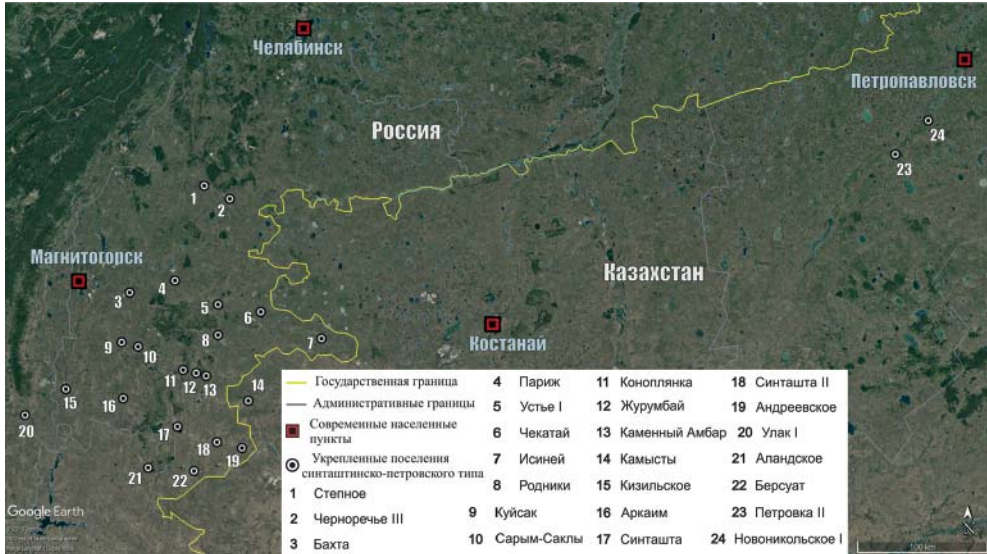 Челябинск
Петропавловск
Россия
24
23
1
2
Магнитогорск
Казахстан
3
4
5
6
Костанай
7
8
9
10
11
12
13
14
15
16
17
18
19
20
21
22
Государственная граница
Административные границы
Современные населенные
пункты
Укрепленные поселения
синташтинско-петровского типа
1 Степное
2 Черноречье III
3 Бахта
4 Париж
5 Устье I
6 Чекатай
7 Исиней
8 Родники
9 Куйсак
10 Сарым-Саклы
11 Коноплянка
12 Журумбай
13 Каменный Амбар
14 Камысты
15 Кизильское
16 Аркаим
17 Синташта
18 Синташта II
19 Андреевское
20 Улак I
21 Аландское
22 Берсуат
23 Петровка II
24 Новоникольское I
Google Earth
100 km